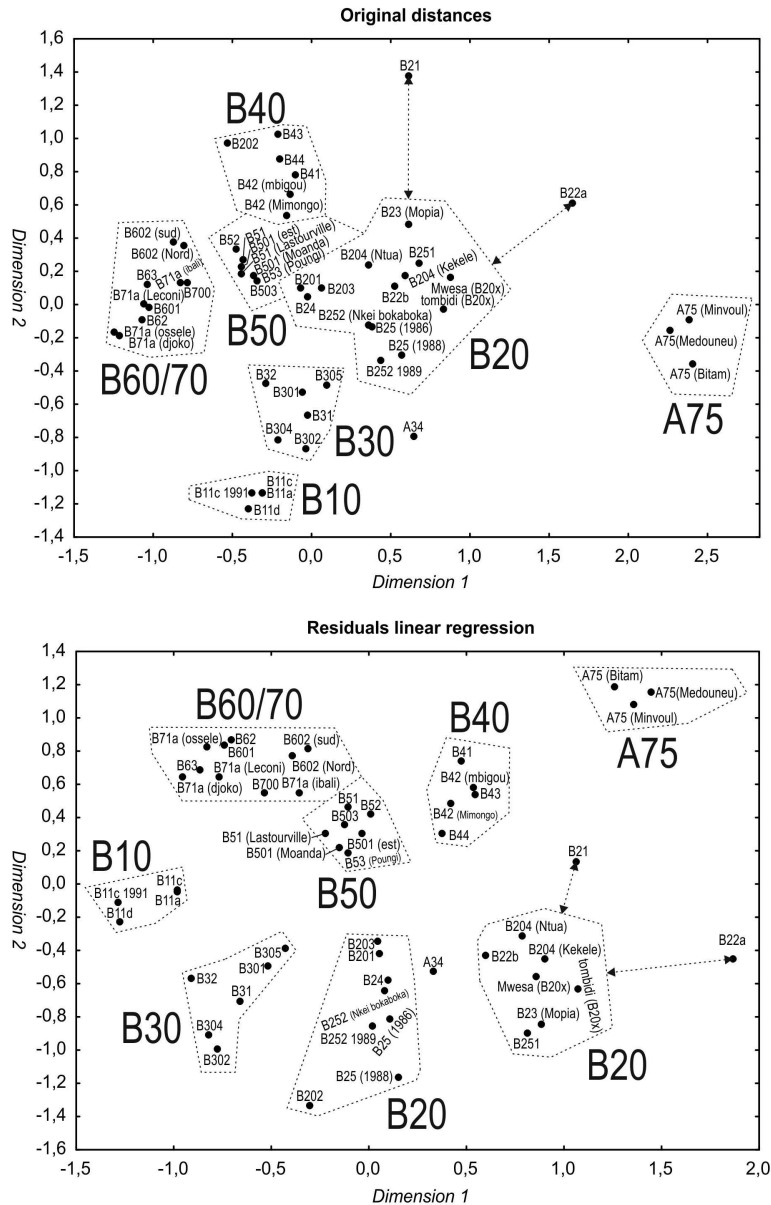 Original distances
1,6
1,4
1,2
1,0
0,8
0,6
0,4
0,2
0,0
-0,2
-0,4
-0,6
-0,8
-1,0
-1,2
-1,4
Dimension 2
B21
B40
B43
B202
B44
B41
B42 (mbigou)
B42 (Mimongo)
B22a
B23 (Mopia)
B602 (sud)
B602 (Nord)
B63
B71a (ibali)
B71a (Leconi)
B700
B601
B62
B71a (ossele)
B71a (djoko)
B60/70
B52
B51
B501 (est)
B51 (Lastourville)
B501 (Moanda)
B53 (Poungi)
B503
B50
B204 (Ntua)
B251
B204 (Kekele)
B201
B203
B24
B22b
Mwesa (B20x)
tombidi (B20x)
B252 (Nkei bokaboka)
B25 (1986)
B25 (1988)
B252 1989
B20
A75 (Minvoul)
A75(Medouneu)
A75 (Bitam)
A75
B32
B305
B301
B31
B304
B302
B30
A34
B11c
B11c 1991
B11a
B11d
B10
-1,5
-1,0
-0,5
0,0
0,5
1,0
1,5
2,0
2,5
Dimension 1
Residuals linear regression
1,4
1,2
1,0
0,8
0,6
0,4
0,2
0,0
-0,2
-0,4
-0,6
-0,8
-1,0
-1,2
-1,4
-1,6
Dimension 2
B60/70
B71a (ossele)
B62
B601
B602 (sud)
B602 (Nord)
B63
B71a (Leconi)
B71a (djoko)
B700
B71a (ibali)
B40
B41
B42 (mbigou)
B43
B42 (Mimongo)
B44
A75 (Bitam)
A75(Medouneu)
A75 (Minvoul)
A75
B51
B52
B503
B51 (Lastourville)
B501 (est)
B501 (Moanda)
B53 (Poungi)
B50
B10
B11c
B11c 1991
B11a
B11d
B21
B22a
B305
B301
B32
B31
B304
B302
B30
B203
B201
B24
B252 (Nkei bokaboka)
B252 1989
B25 (1986)
B25 (1988)
B202
B20
A34
B204 (Ntua)
B22b
B204 (Kekele)
Mwesa (B20x)
tombidi (B20x)
B23 (Mopia)
B251
B20
-1,5
-1,0
-0,5
0,0
0,5
1,0
1,5
2,0
Dimension 1